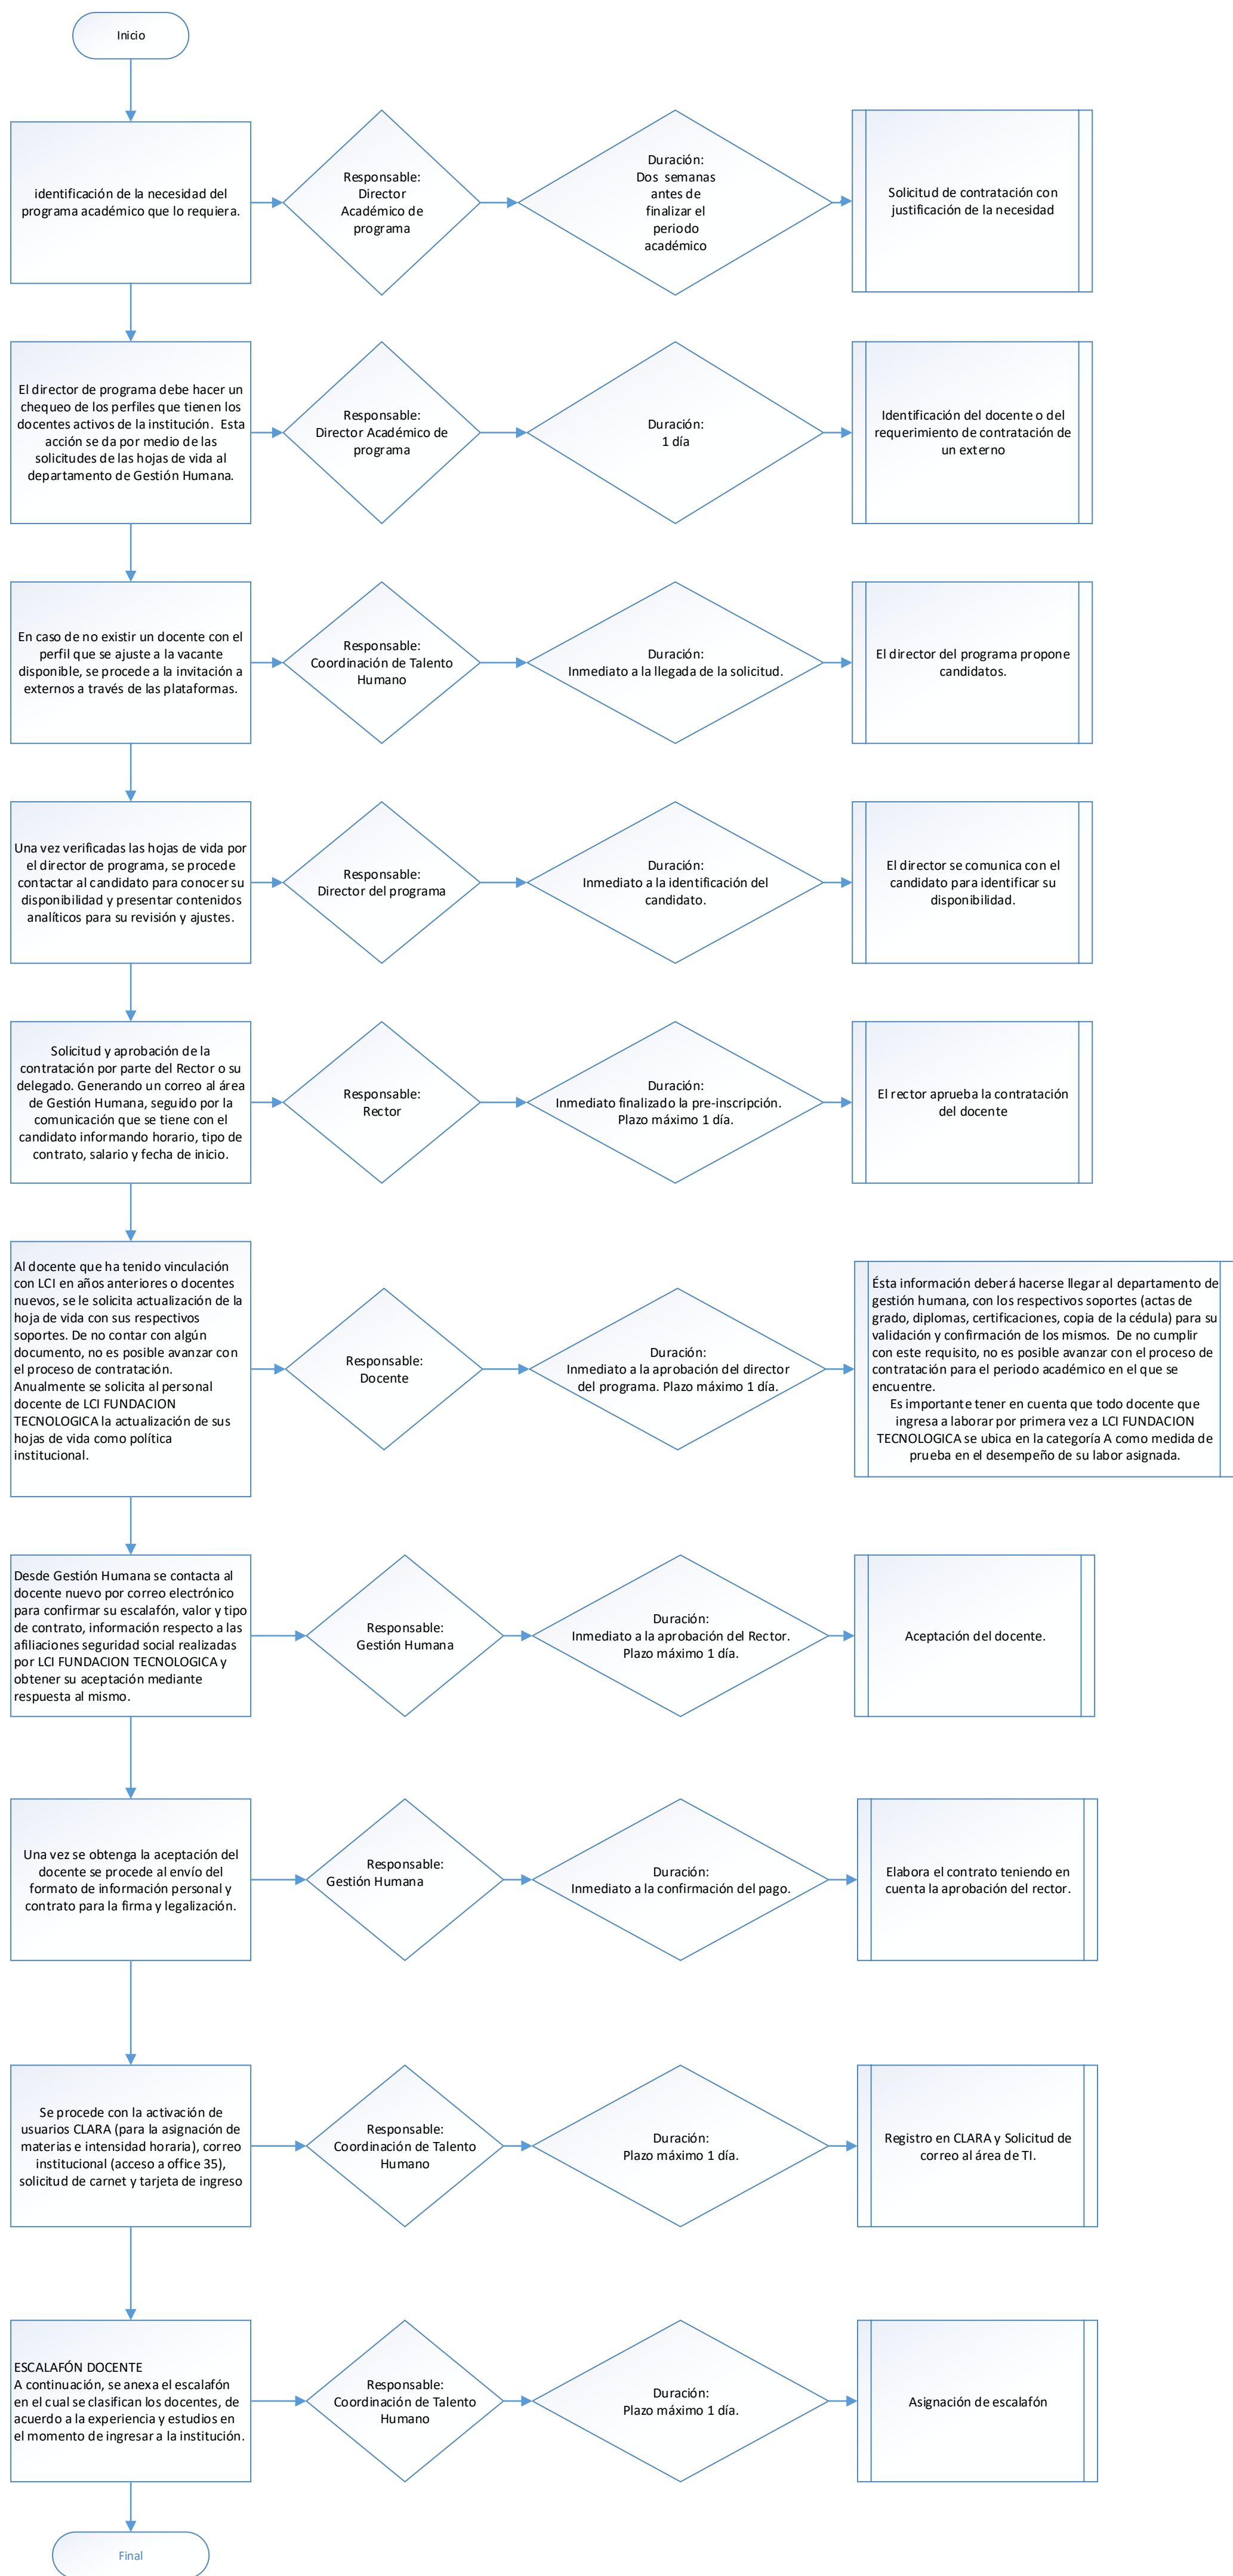 Inicio
identificación de la necesidad del
programa académico que lo requiera.
Responsable:
Director
Académico de
programa
Duración:
Dos semanas
antes de
finalizar el
periodo
académico
Solicitud de contratación con
justificación de la necesidad
El director de programa debe hacer un
chequeo de los perfiles que tienen los
docentes activos de la institución. Esta
acción se da por medio de las
solicitudes de las hojas de vida al
departamento de Gestión Humana.
Responsable:
Director Académico de
programa
Duración:
1 día
Identificación del docente o del
requerimiento de contratación de
un externo
En caso de no existir un docente con el
perfil que se ajuste a la vacante
disponible, se procede a la invitación a
externos a través de las plataformas.
Responsable:
Coordinación de Talento
Humano
Duración:
Inmediato a la llegada de la solicitud.
El director del programa propone
candidatos.
Una vez verificadas las hojas de vida por
el director de programa, se procede
contactar al candidato para conocer su
disponibilidad y presentar contenidos
analíticos para su revisión y ajustes.
Responsable:
Director del programa
Duración:
Inmediato a la identificación del
candidato.
El director se comunica con el
candidato para identificar su
disponibilidad.
Solicitud y aprobación de la
contratación por parte del Rector o su
delegado. Generando un correo al área
de Gestión Humana, seguido por la
comunicación que se tiene con el
candidato informando horario, tipo de
contrato, salario y fecha de inicio.
Responsable:
Rector
Duración:
Inmediato finalizado la pre-inscripción.
Plazo máximo 1 día.
El rector aprueba la contratación
del docente
Al docente que ha tenido vinculación
con LCI en años anteriores o docentes
nuevos, se le solicita actualización de la
hoja de vida con sus respectivos
soportes. De no contar con algún
documento, no es posible avanzar con
el proceso de contratación.
Anualmente se solicita al personal
docente de LCI FUNDACION
TECNOLOGICA la actualización de sus
hojas de vida como política
institucional.
Responsable:
Docente
Duración:
Inmediato a la aprobación del director
del programa. Plazo máximo 1 día.
Ésta información deberá hacerse llegar al departamento de
gestión humana, con los respectivos soportes (actas de
grado, diplomas, certificaciones, copia de la cédula) para su
validación y confirmación de los mismos. De no cumplir
con este requisito, no es posible avanzar con el proceso de
contratación para el periodo académico en el que se
encuentre.
Es importante tener en cuenta que todo docente que
ingresa a laborar por primera vez a LCI FUNDACION
TECNOLOGICA se ubica en la categoría A como medida de
prueba en el desempeño de su labor asignada.
Desde Gestión Humana se contacta al
docente nuevo por correo electrónico
para confirmar su escalafón, valor y tipo
de contrato, información respecto a las
afiliaciones seguridad social realizadas
por LCI FUNDACION TECNOLOGICA y
obtener su aceptación mediante
respuesta al mismo.
Responsable:
Gestión Humana
Duración:
Inmediato a la aprobación del Rector.
Plazo máximo 1 día.
Aceptación del docente.
Una vez se obtenga la aceptación del
docente se procede al envío del
formato de información personal y
contrato para la firma y legalización.
Responsable:
Gestión Humana
Duración:
Inmediato a la confirmación del pago.
Elabora el contrato teniendo en
cuenta la aprobación del rector.
Se procede con la activación de
usuarios CLARA (para la asignación de
materias e intensidad horaria), correo
institucional (acceso a office 35),
solicitud de carnet y tarjeta de ingreso
Responsable:
Coordinación de Talento
Humano
Duración:
Plazo máximo 1 día.
Registro en CLARA y Solicitud de
correo al área de TI.
ESCALAFÓN DOCENTE
A continuación, se anexa el escalafón
en el cual se clasifican los docentes, de
acuerdo a la experiencia y estudios en
el momento de ingresar a la institución.
Responsable:
Coordinación de Talento
Humano
Duración:
Plazo máximo 1 día.
Asignación de escalafón
Final